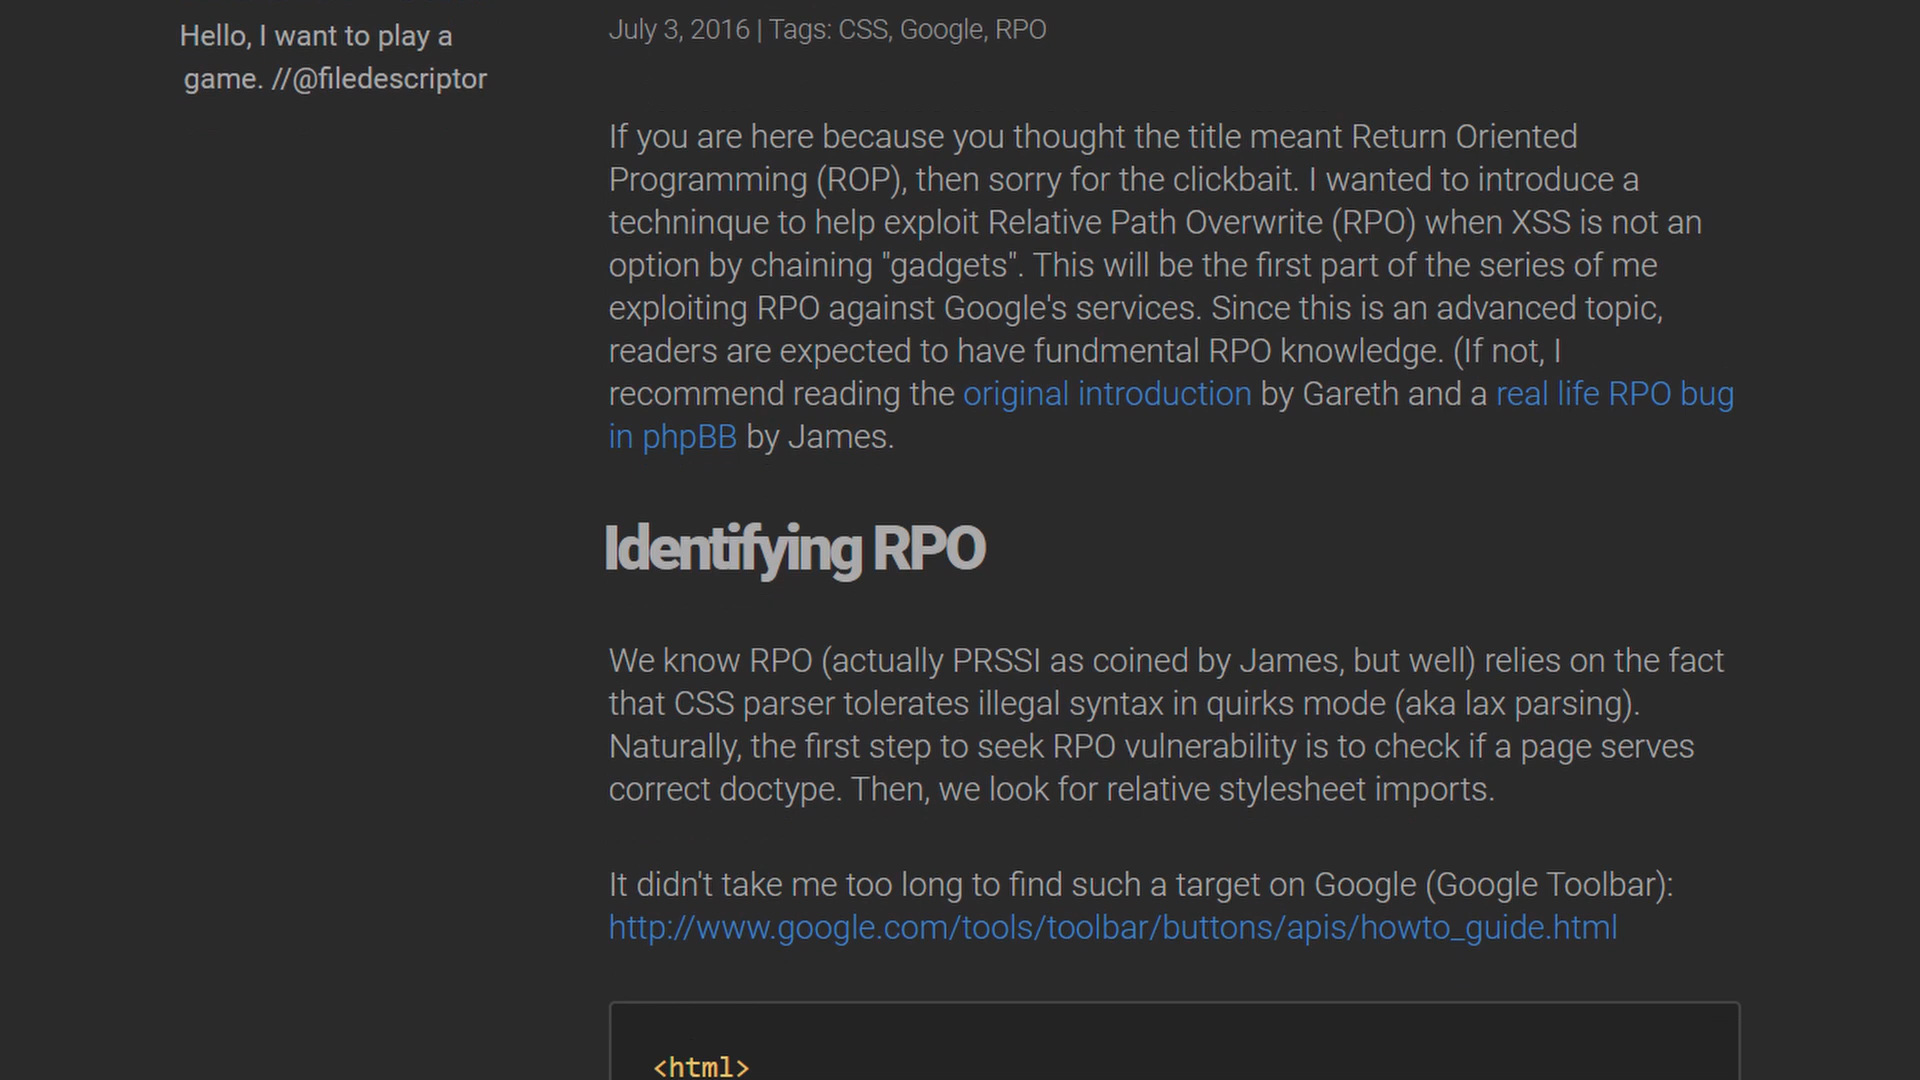 Hello, I want to play a
game. //@filedescriptor
July 3, 2016 | Tags: CSS, Google, RPO
If you are here because you thought the title meant Return Oriented
Programming (ROP), then sorry for the clickbait. I wanted to introduce a
techninque to help exploit Relative Path Overwrite (RPO) when XSS is not an
option by chaining "gadgets". This will be the first part of the series of me
exploiting RPO against Google's services. Since this is an advanced topic,
readers are expected to have fundmental RPO knowledge. (If not, I
recommend reading the original introduction by Gareth and a real life RPO bug
in phpBB by James.
Identifying RPO
We know RPO (actually PRSSI as coined by James, but well) relies on the fact
that CSS parser tolerates illegal syntax in quirks mode (aka lax parsing).
Naturally, the first step to seek RPO vulnerability is to check if a page serves
correct doctype. Then, we look for relative stylesheet imports.
It didn't take me too long to find such a target on Google (Google Toolbar):
http://www.google.com/tools/toolbar/buttons/apis/howto_guide.html
<html>